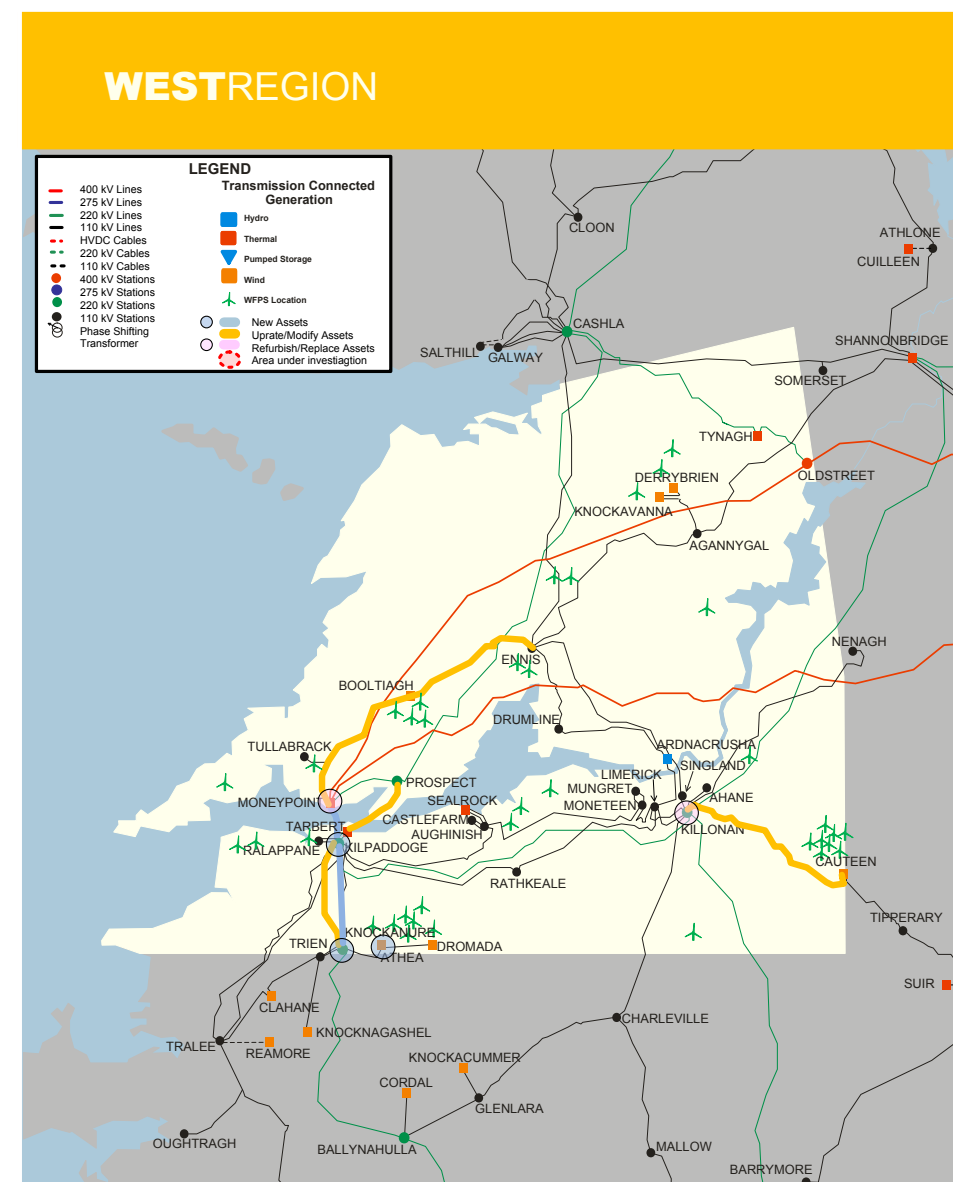 WESTREGION
LEGEND
400 kV Lines
275 kV Lines
220 kV Lines
110 kV Lines
HVDC Cables
220 kV Cables
110 kV Cables
400 kV Stations
275 kV Stations
220 kV Stations
110 kV Stations
Phase Shifting
Transformer
Transmission Connected
Generation
Hydro
Thermal
Pumped Storage
Wind
WFPS Location
New Assets
Uprate/Modify Assets
Refurbish/Replace Assets
Area under investiagtion
CLOON
ATHLONE
CUILLEEN
CASHLA
SALTHILL
GALWAY
SHANNONBRIDGE
SOMERSET
TYNAGH
OLDSTREET
DERRYBRIEN
KNOCKAVANNA
AGANNYGAL
NENAGH
ENNIS
BOOLTIAGH
DRUMLINE
TULLABRACK
ARDNACRUSHA
SINGLAND
LIMERICK
MUNGRET
MONETEEN
AHANE
KILLONAN
PROSPECT
MONEYPOINT
SEALROCK
CASTLEFARM
AUGHINISH
TARBERT
RALAPPANE
KILPADDOGE
RATHKEALE
CAUTEEN
TIPPERARY
KNOCKANURE
TRIEN
ATHEA
DROMADA
SUIR
CLAHANE
KNOCKNAGASHEL
CHARLEVILLE
TRALEE
REAMORE
KNOCKACUMMER
CORDAL
GLENLARA
OUGHTRAGH
BALLYNAHULLA
MALLOW
BARRYMORE